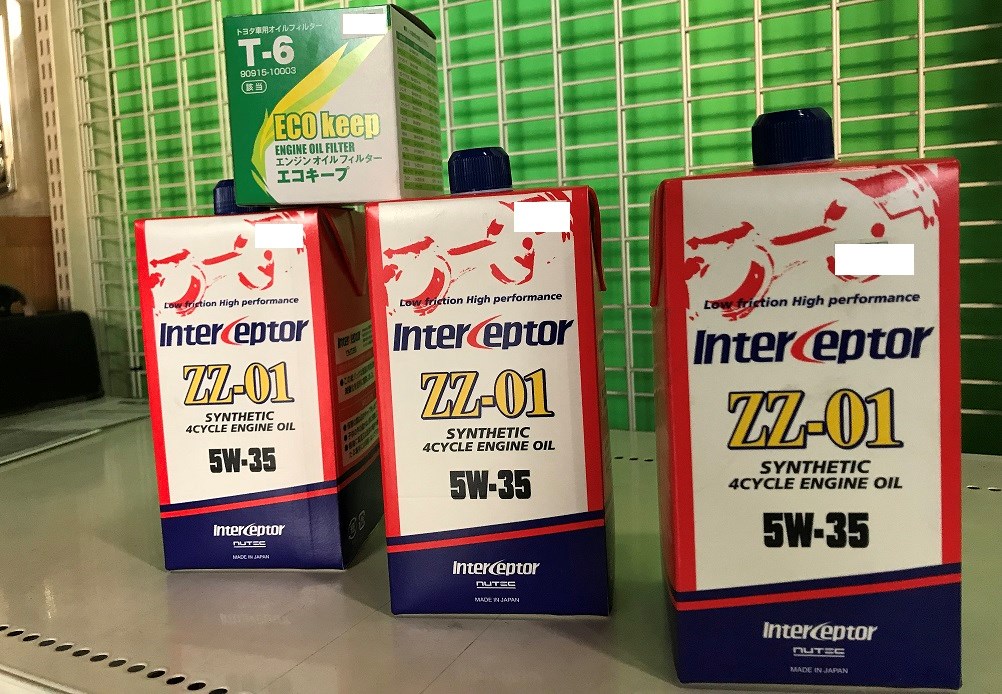 トヨタ車用オイルフィルター
T-6
90915-10003
該当
ECO keep
ENGINE OIL FILTER
エンジンオイルフィルター
エコキープ
Low friction High performance
Interceptor
ZZ-01
SYNTHETIC
4CYCLE ENGINE OIL
5W-35
Interceptor
NUTEC
MADE IN JAPAN
Low friction High performance
Interceptor
ZZ-01
SYNTHETIC
4CYCLE ENGINE OIL
5W-35
Interceptor
NUTEC
MADE IN JAPAN
Low friction High performance
Interceptor
ZZ-01
SYNTHETIC
4CYCLE ENGINE OIL
5W-35
Interceptor
NUTEC
MADE IN JAPAN